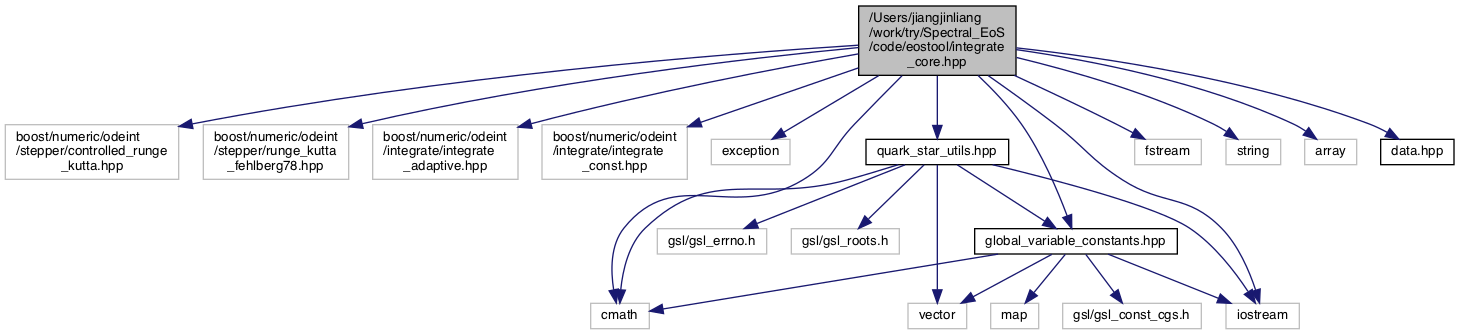 /Users/jiangjinliang
/work/try/Spectral_EoS
/code/eostool/integrate
_core.hpp
boost/numeric/odeint
/stepper/controlled_runge
_kutta.hpp
boost/numeric/odeint
/stepper/runge_kutta
_fehlberg78.hpp
boost/numeric/odeint
/integrate/integrate
_adaptive.hpp
boost/numeric/odeint
/integrate/integrate
_const.hpp
exception
quark_star_utils.hpp
fstream
string
array
data.hpp
gsl/gsl_errno.h
gsl/gsl_roots.h
global_variable_constants.hpp
cmath
vector
map
gsl/gsl_const_cgs.h
iostream